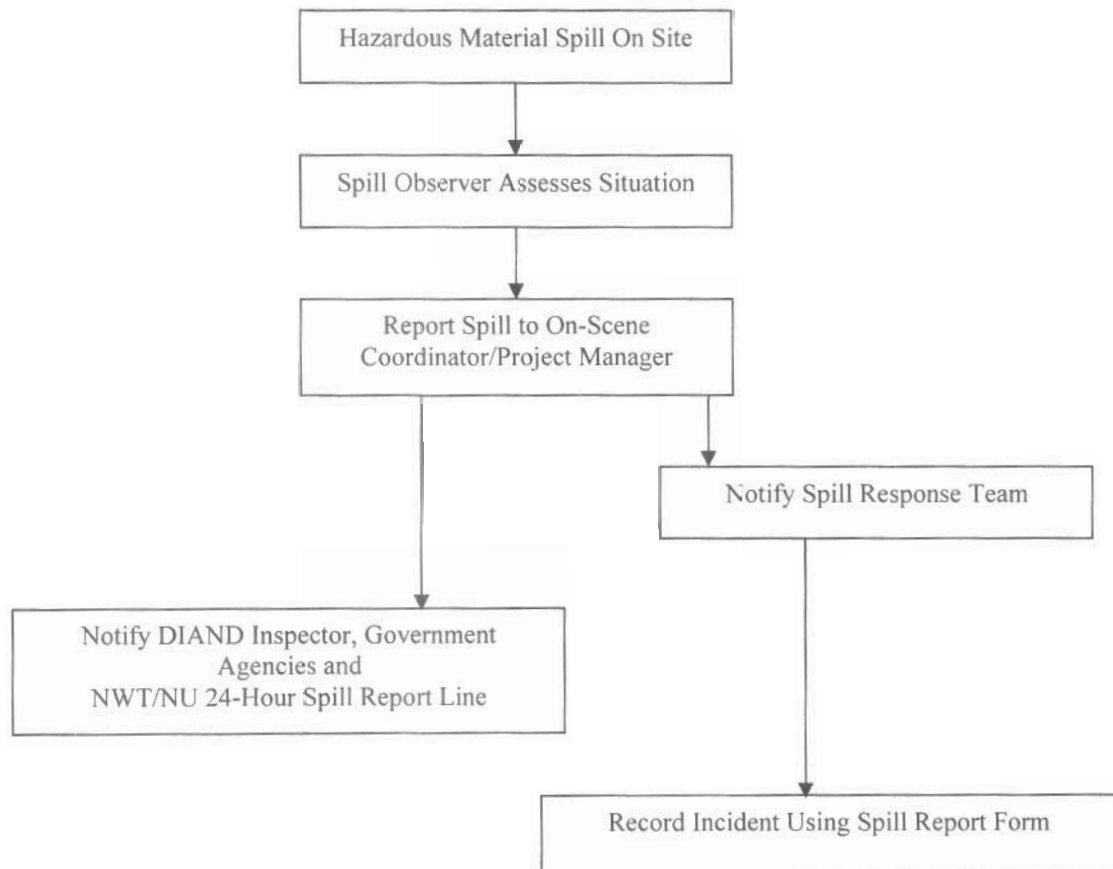 Hazardous Material Spill On Site
Spill Observer Assesses Situation
Report Spill to On-Scene
Coordinator/Project Manager
Notify Spill Response Team
Notify DIAND Inspector, Government
Agencies and
NWT/NU 24-Hour Spill Report Line
Record Incident Using Spill Report Form